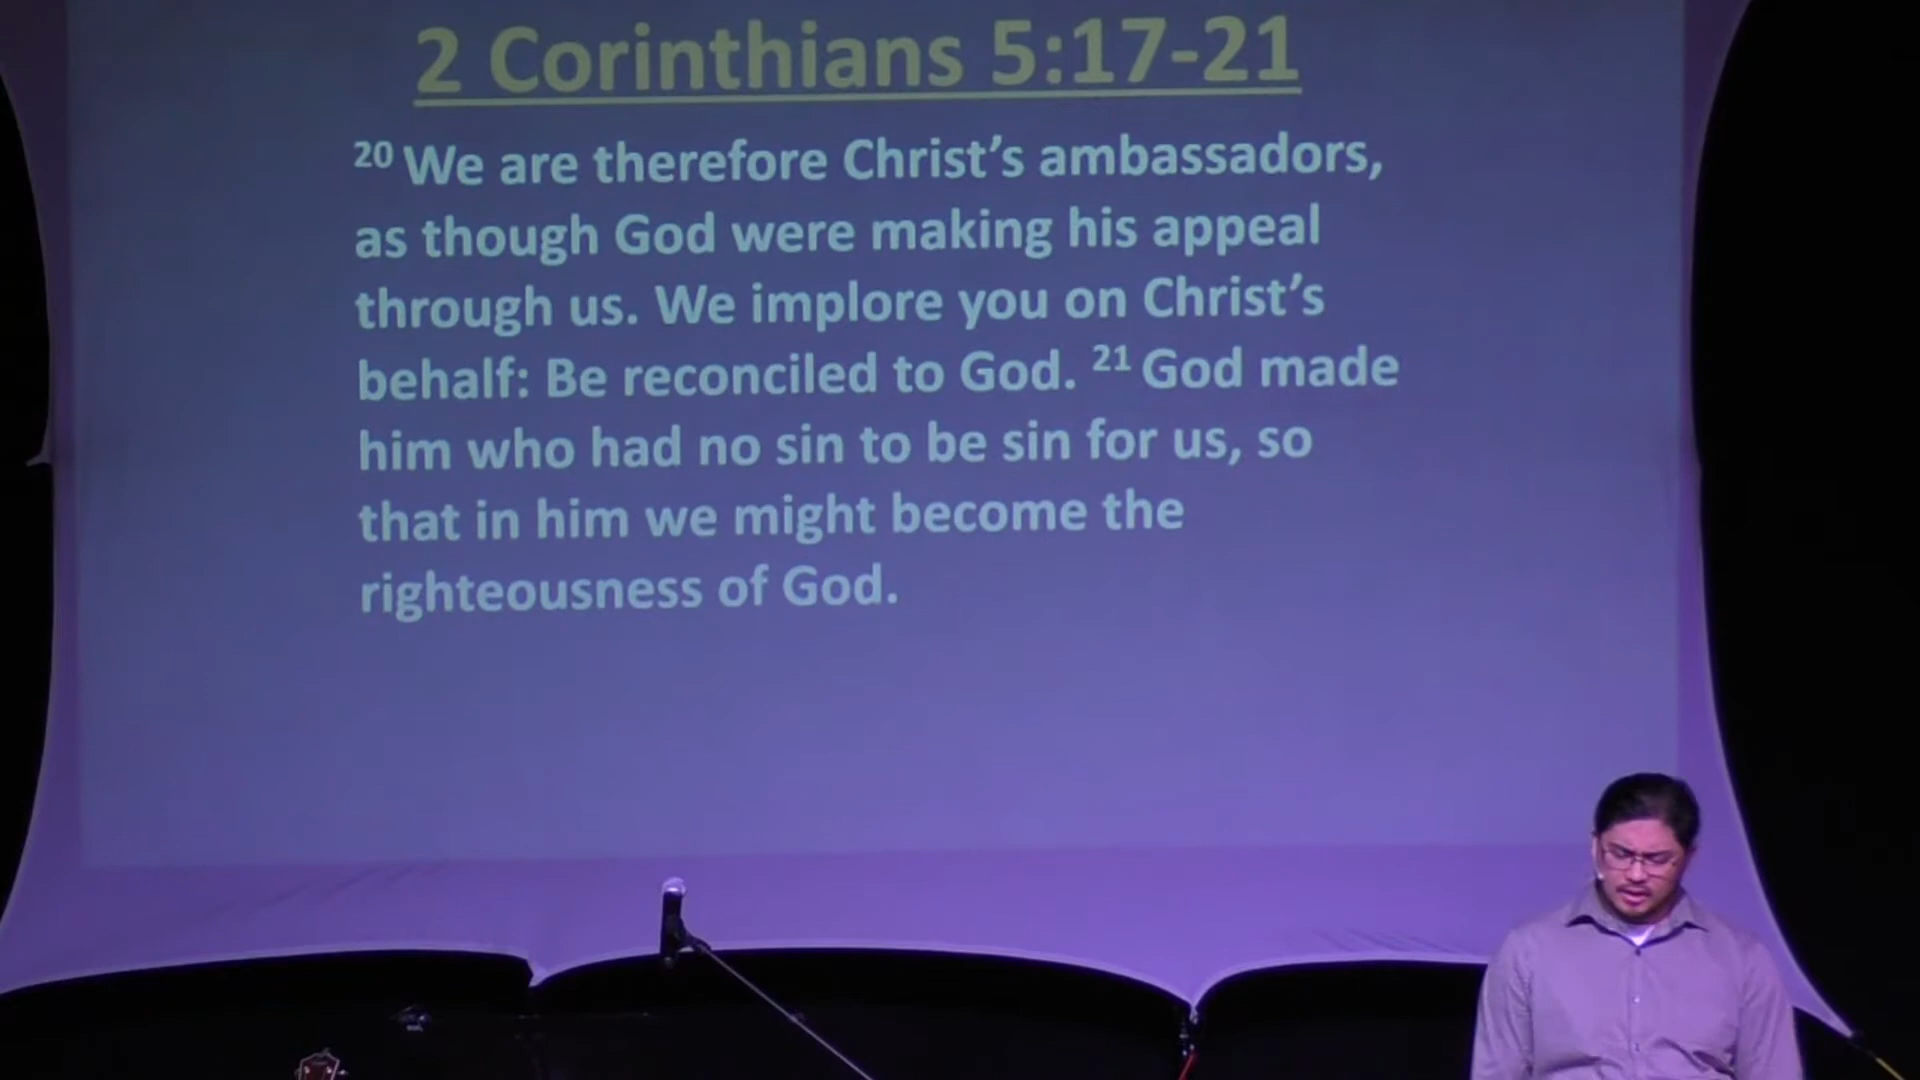 2 Corinthians 5:17-21
20 We are therefore Christ’s ambassadors,
as though God were making his appeal
through us. We implore you on Christ’s
behalf: Be reconciled to God. 21 God made
him who had no sin to be sin for us, so
that in him we might become the
righteousness of God.